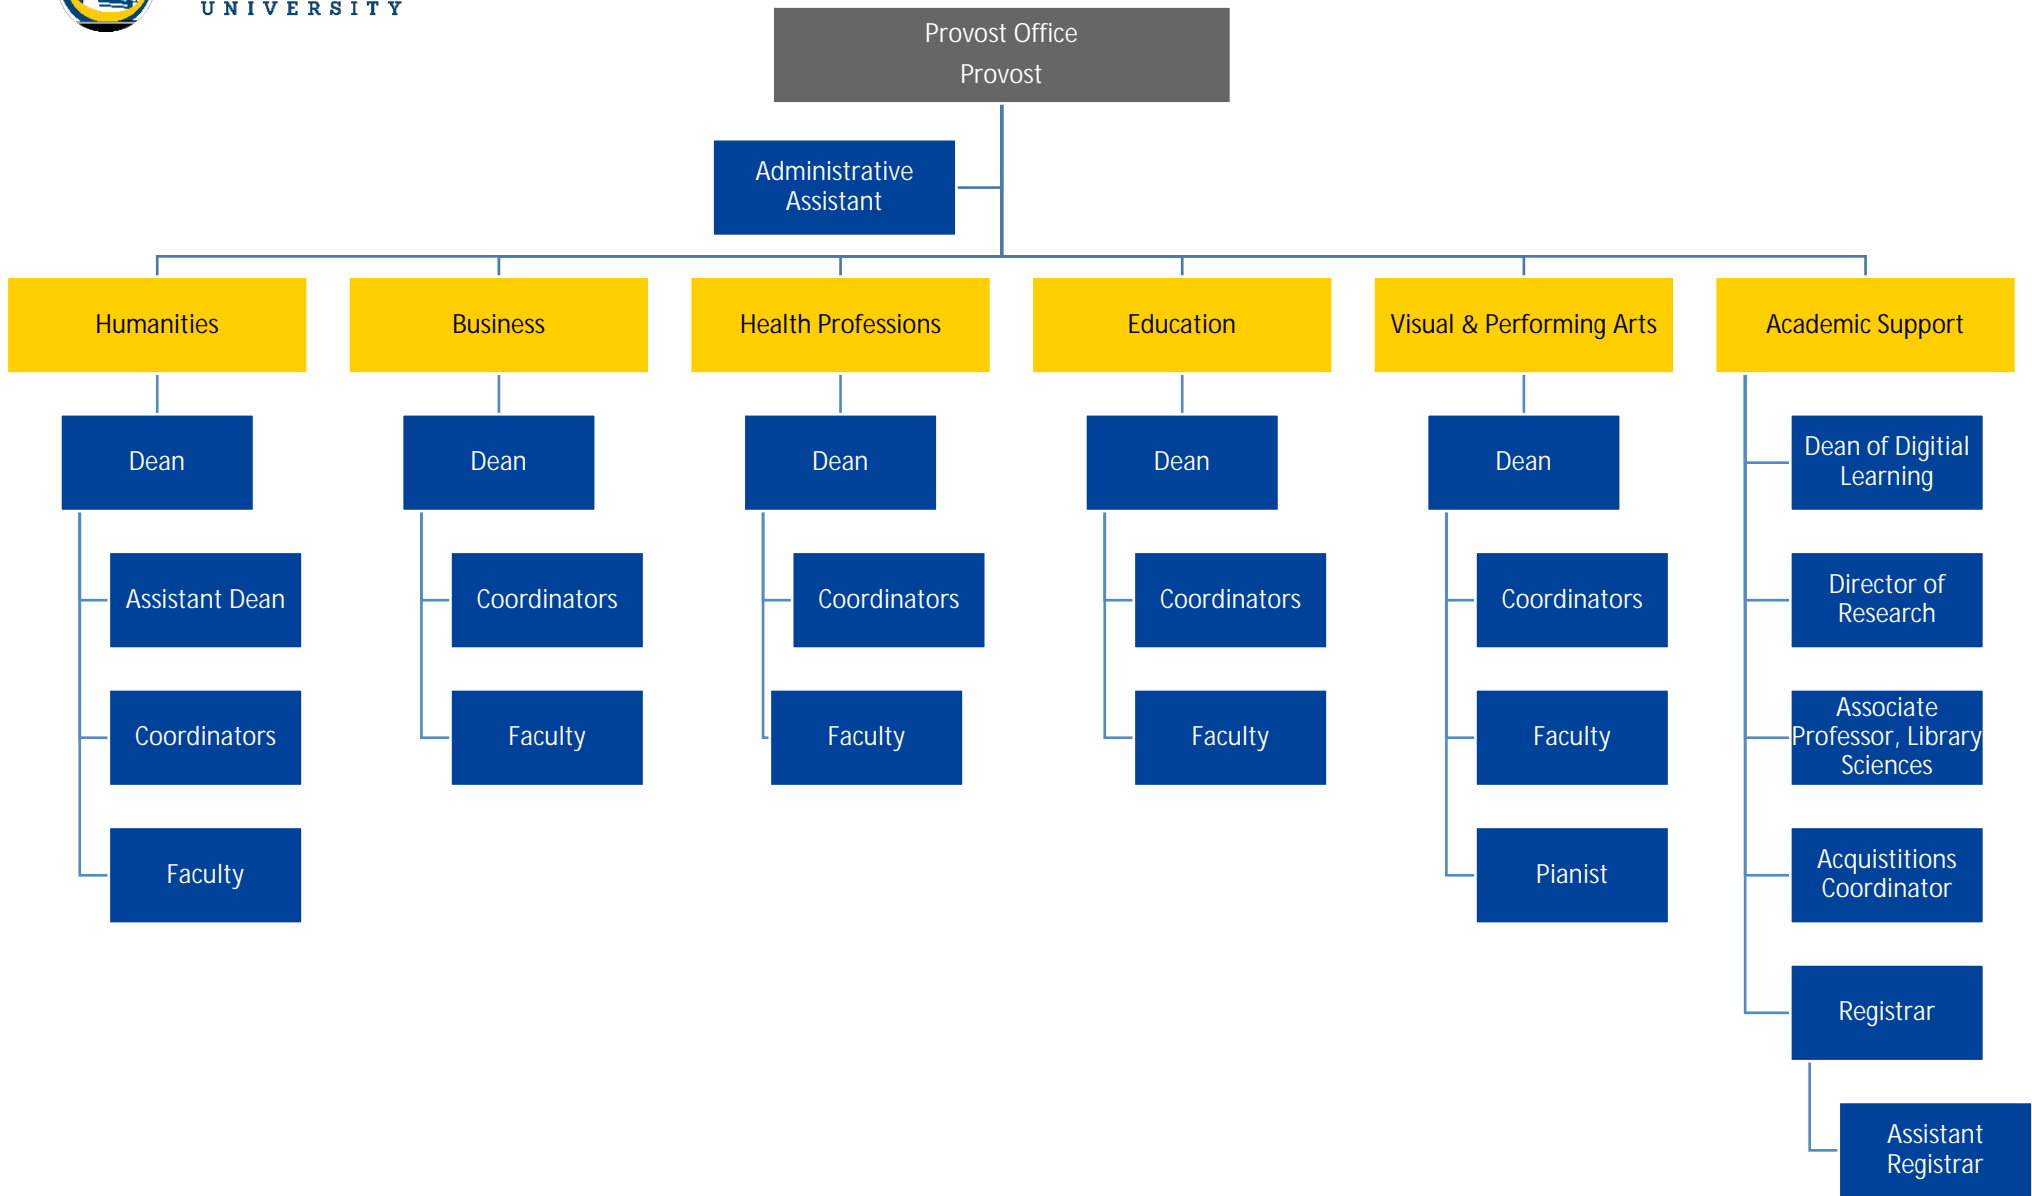 UNIVERSITY
Provost Office
Provost
Administrative
Assistant
Humanities
Business
Health Professions
Education
Visual & Performing Arts
Academic Support
Dean
Dean
Dean
Dean
Dean
Dean of Digitial
Learning
Assistant Dean
Coordinators
Coordinators
Coordinators
Coordinators
Director of
Research
Coordinators
Faculty
Faculty
Faculty
Faculty
Associate
Professor, Library
Sciences
Faculty
Pianist
Acquistitions
Coordinator
Registrar
Assistant
Registrar